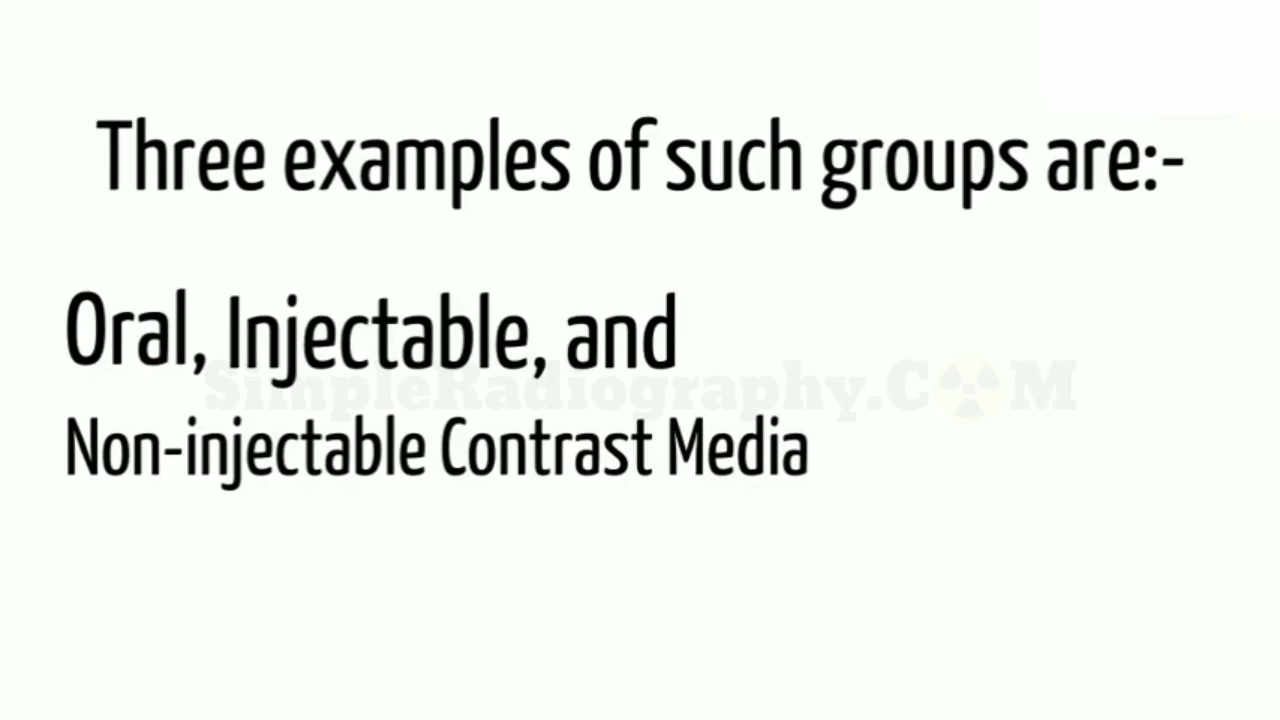 Three examples of such groups are:-
Oral, Injectable, and
SimpleRadiography.COM
Non-injectable Contrast Media